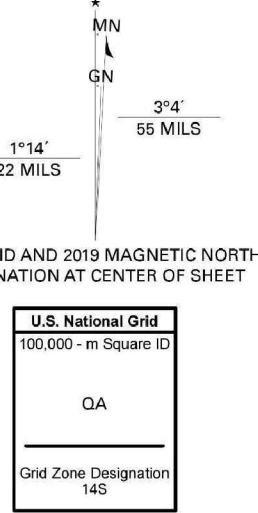 ★
MN
GN
3°4´
55 MILS
1°14´
22 MILS
ID AND 2019 MAGNETIC NORTH
NATION AT CENTER OF SHEET
U.S. National Grid
100,000 - m Square ID
QA
Grid Zone Designation
14S